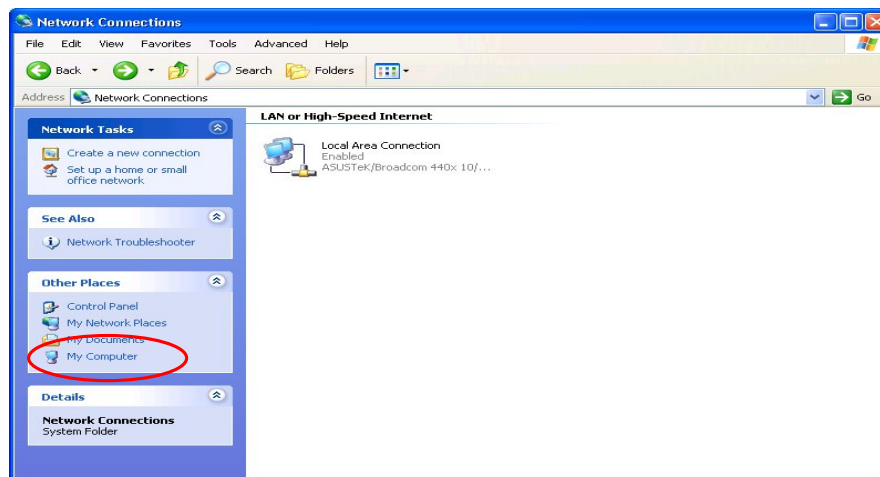 Network Connections
File Edit View Favorites Tools Advanced Help
Back Search Folders
Address Network Connections Go
Network Tasks
Create a new connection
Set up a home or small
office network
See Also
Network Troubleshooter
Other Places
Control Panel
My Network Places
My Documents
My Computer
Details
Network Connections
System Folder
LAN or High-Speed Internet
Local Area Connection
Enabled
ASUSTeK/Broadcom 440x 10/...